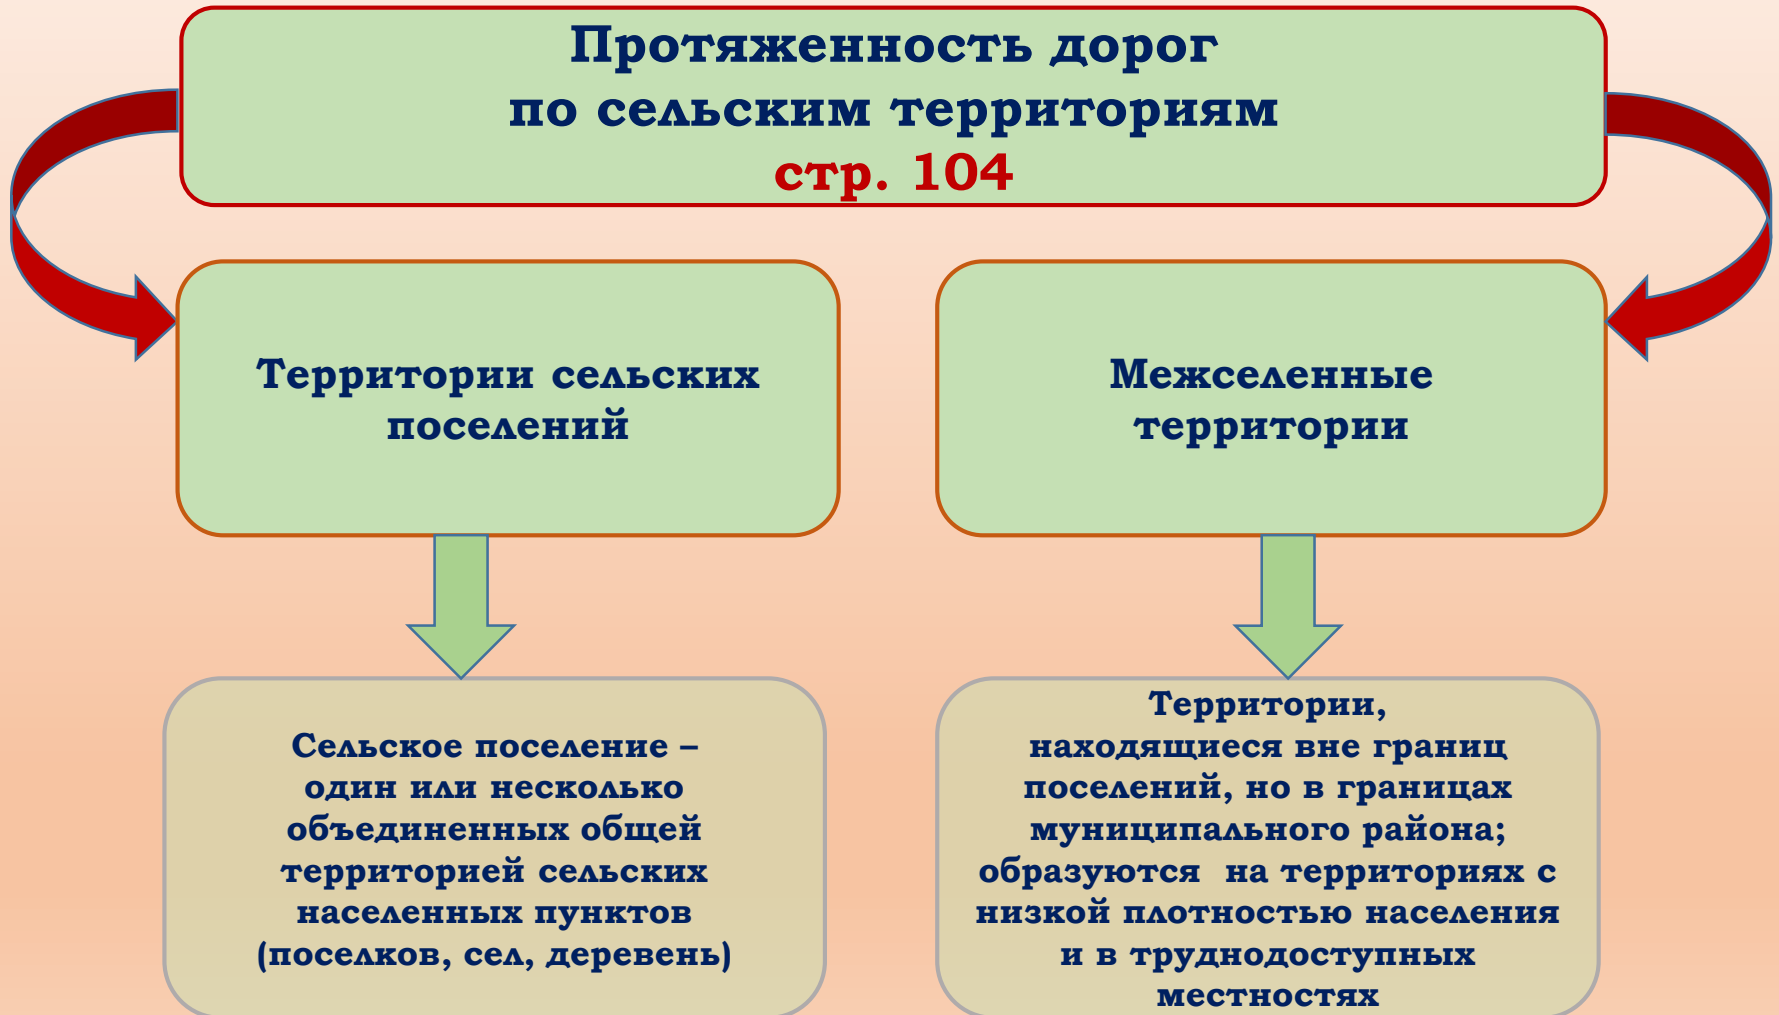 Протяженность дорог
по сельским территориям
стр. 104
Территории сельских
поселений
Межселенные
территории
Сельское поселение –
один или несколько
объединенных общей
территорией сельских
населенных пунктов
(поселков, сел, деревень)
Территории,
находящиеся вне границ
поселений, но в границах
муниципального района;
образуются на территориях с
низкой плотностью населения
и в труднодоступных
местностях